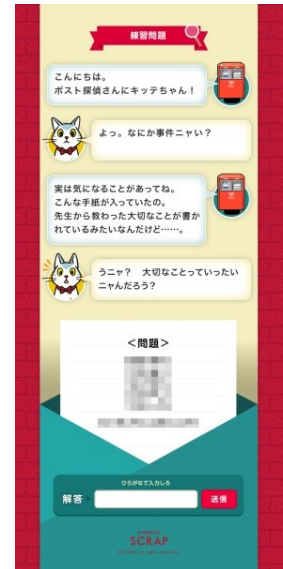 練習問題
こんにちは。
ポスト探偵さんにキッテちゃん！
よっ。なにか事件ニャい？
実は気になることがあってね。
こんな手紙が入っていたの。
先生から教わった大切なことが書か
れているみたいなんだけど……。
うニャ？　大切なことっていったい
ニャんだろう？
＜問題＞
ひらがなで入力しろ
解答
送信
SCRAP